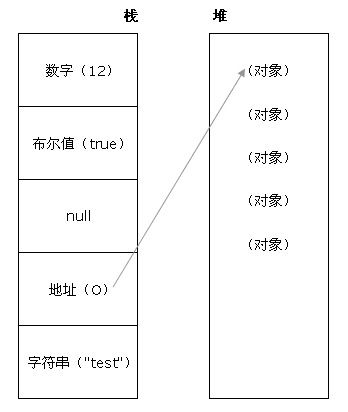 栈 堆
数字（12）
布尔值（true）
null
地址（O）
字符串（"test"）
（对象）
（对象）
（对象）
（对象）
（对象）